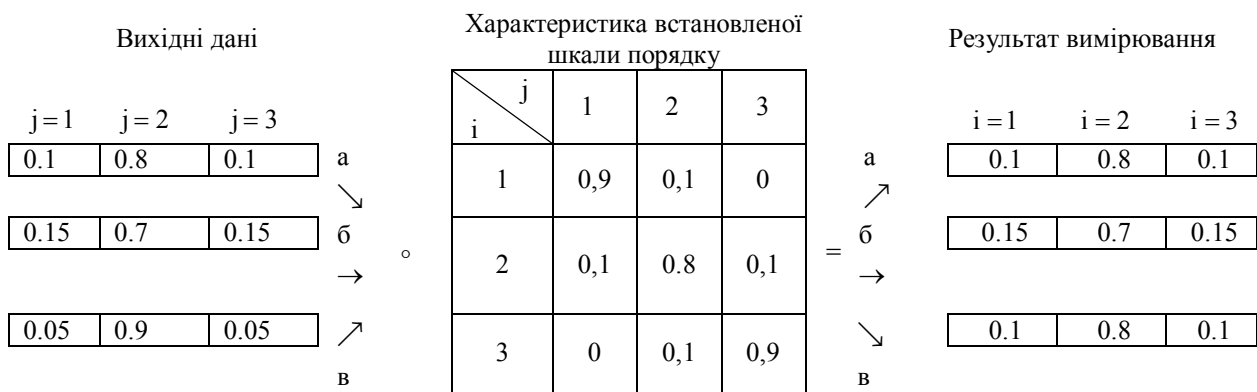 Вихідні дані
Характеристика встановленої
шкали порядку
Результат вимірювання
j = 1 j = 2 j = 3
0.1 0.8 0.1
а
↘
0.15 0.7 0.15
б
→
0.05 0.9 0.05
↗
в
∘
j
i
1 2 3
1 0,9 0,1 0
2 0,1 0.8 0,1
3 0 0,1 0,9
=
а
↗
б
→
↘
в
i = 1 i = 2 i = 3
0.1 0.8 0.1
0.15 0.7 0.15
0.1 0.8 0.1